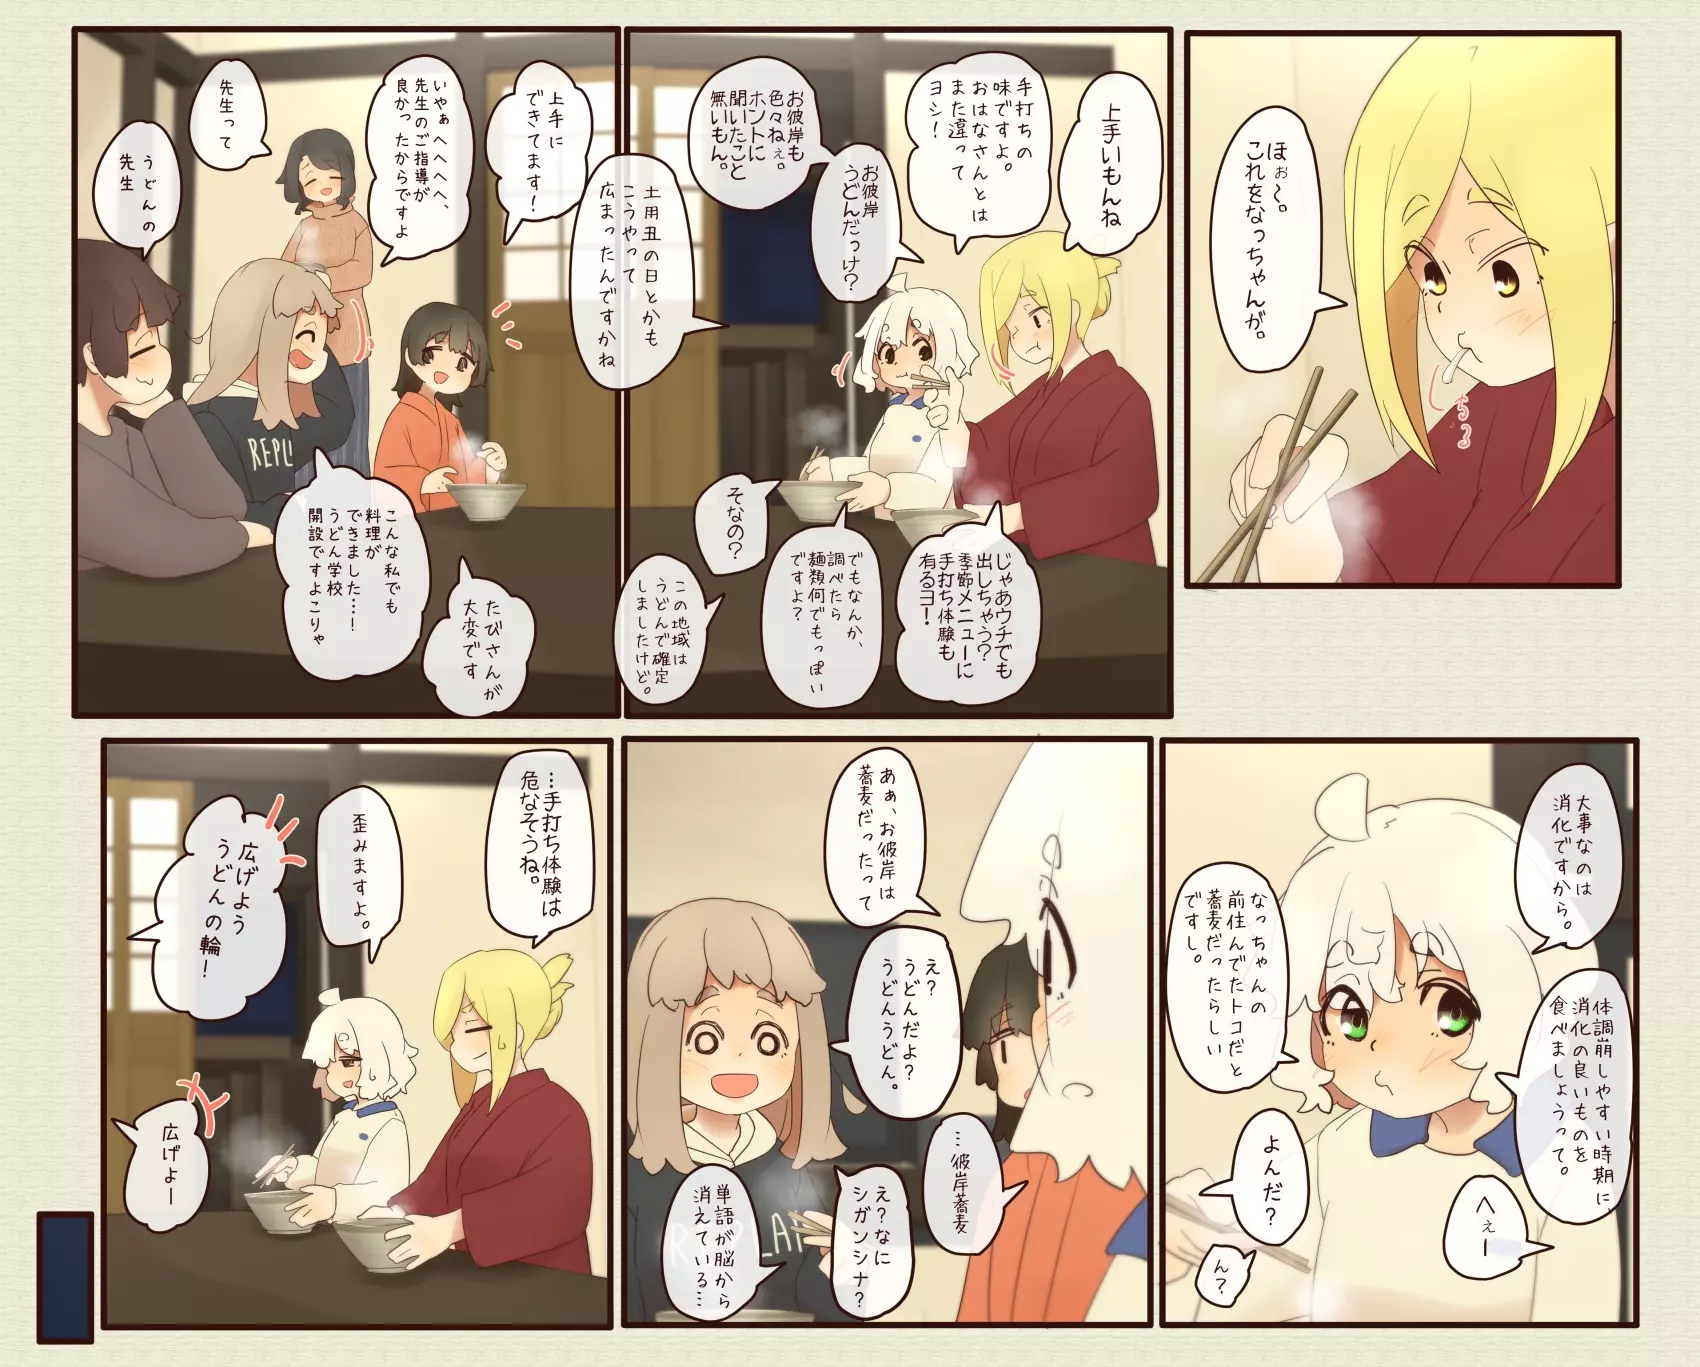 ほぉ〜。
これをなっちゃんが。
ちる
上手いもんね
手打ちの
味ですよ。
おはなさんとは
また違って
ヨシ！
お彼岸
うどんだっけ？
お彼岸も
色々ねぇ。
ホントに
聞いたこと
無いもん。
土用丑の日とかも
こうやって
広まったんですかね
じゃあウチでも
出しちゃう？
季節メニューに
手打ち体験も
有るヨ！
でもなんか、
調べたら
麺類何でもっぽい
ですよ？
そなの？
この地域は
うどんで確定
しましたけど。
上手に
できてます！
いやぁへへへへ、
先生のご指導が
良かったからですよ
先生って
うどんの
先生
REPL
こんな私でも
料理が
できました…！
うどん学校
開設ですよこりゃ
たびさんが
大変です
大事なのは
消化ですから。
体調崩しやすい時期に、
消化の良いものを
食べましょうって。
へぇー
なっちゃんの
前住んでたトコだと
蕎麦だったらしい
ですし。
よんだ？
ん？
あぁ、お彼岸は
蕎麦だったって
え？
うどんだよ？
うどんうどん。
…彼岸蕎麦
え？なに
シガンシナ？
単語が脳から
消えている…
REPLA
…手打ち体験は
危なそうね。
歪みますよ。
広げよう
うどんの輪！
広げよー